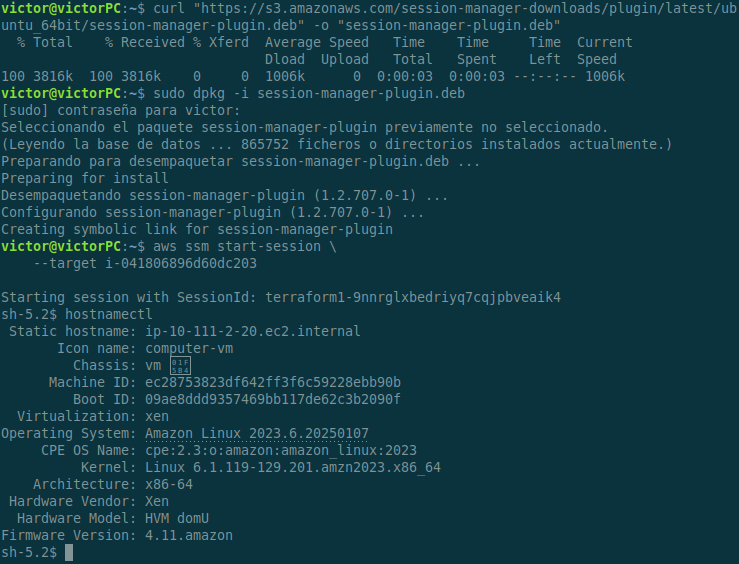 victor@victorPC:~$ curl "https://s3.amazonaws.com/session-manager-downloads/plugin/latest/ub
untu_64bit/session-manager-plugin.deb" -o "session-manager-plugin.deb"
  % Total    % Received % Xferd  Average Speed   Time    Time     Time  Current
                                 Dload  Upload   Total   Spent    Left  Speed
100 3816k  100 3816k    0     0  1006k      0  0:00:03  0:00:03 --:--:-- 1006k
victor@victorPC:~$ sudo dpkg -i session-manager-plugin.deb
[sudo] contraseña para victor:
Seleccionando el paquete session-manager-plugin previamente no seleccionado.
(Leyendo la base de datos ... 865752 ficheros o directorios instalados actualmente.)
Preparando para desempaquetar session-manager-plugin.deb ...
Preparing for install
Desempaquetando session-manager-plugin (1.2.707.0-1) ...
Configurando session-manager-plugin (1.2.707.0-1) ...
Creating symbolic link for session-manager-plugin
victor@victorPC:~$ aws ssm start-session \
    --target i-041806896d60dc203

Starting session with SessionId: terraform1-9nnrglxbedriyq7cqjpbveaik4
sh-5.2$ hostnamectl
 Static hostname: ip-10-111-2-20.ec2.internal
       Icon name: computer-vm
         Chassis: vm 🖴
      Machine ID: ec28753823df642ff3f6c59228ebb90b
         Boot ID: 09ae8ddd9357469bb117de62c3b2090f
  Virtualization: xen
Operating System: Amazon Linux 2023.6.20250107
     CPE OS Name: cpe:2.3:o:amazon:amazon_linux:2023
          Kernel: Linux 6.1.119-129.201.amzn2023.x86_64
    Architecture: x86-64
 Hardware Vendor: Xen
  Hardware Model: HVM domU
Firmware Version: 4.11.amazon
sh-5.2$